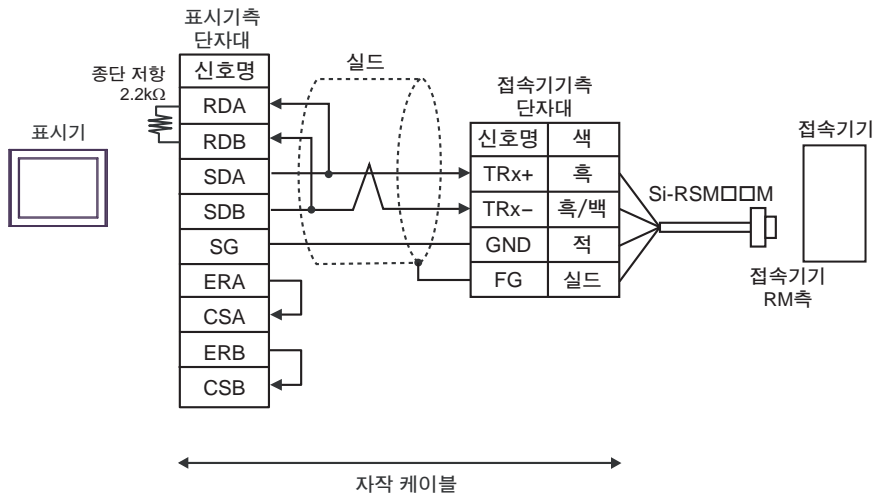 표시기측
단자대
실드
종단 저항
2.2kΩ
신호명
RDA
RDB
SDA
SDB
SG
ERA
CSA
ERB
CSB
표시기
접속기기측
단자대
신호명 색
TRx+ 흑
TRx− 흑/백
GND 적
FG 실드
Si-RSM□□M
접속기기
접속기기
RM측
자작 케이블